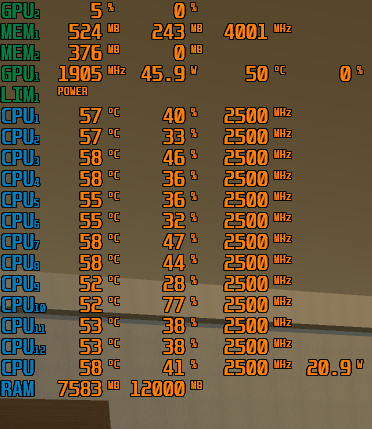 GPU2 5 % 0 %
MEM1 524 MB 243 MB 4001 MHz
MEM2 376 MB 0 MB
GPU1 1905 MHz 45.9 W 50 °C 0 %
LIM1 POWER
CPU1 57 °C 40 % 2500 MHz
CPU2 57 °C 33 % 2500 MHz
CPU3 58 °C 46 % 2500 MHz
CPU4 58 °C 36 % 2500 MHz
CPU5 55 °C 36 % 2500 MHz
CPU6 55 °C 32 % 2500 MHz
CPU7 58 °C 47 % 2500 MHz
CPU8 58 °C 44 % 2500 MHz
CPU9 52 °C 28 % 2500 MHz
CPU10 52 °C 77 % 2500 MHz
CPU11 53 °C 38 % 2500 MHz
CPU12 53 °C 38 % 2500 MHz
CPU 58 °C 41 % 2500 MHz 20.9 W
RAM 7583 MB 12000 MB